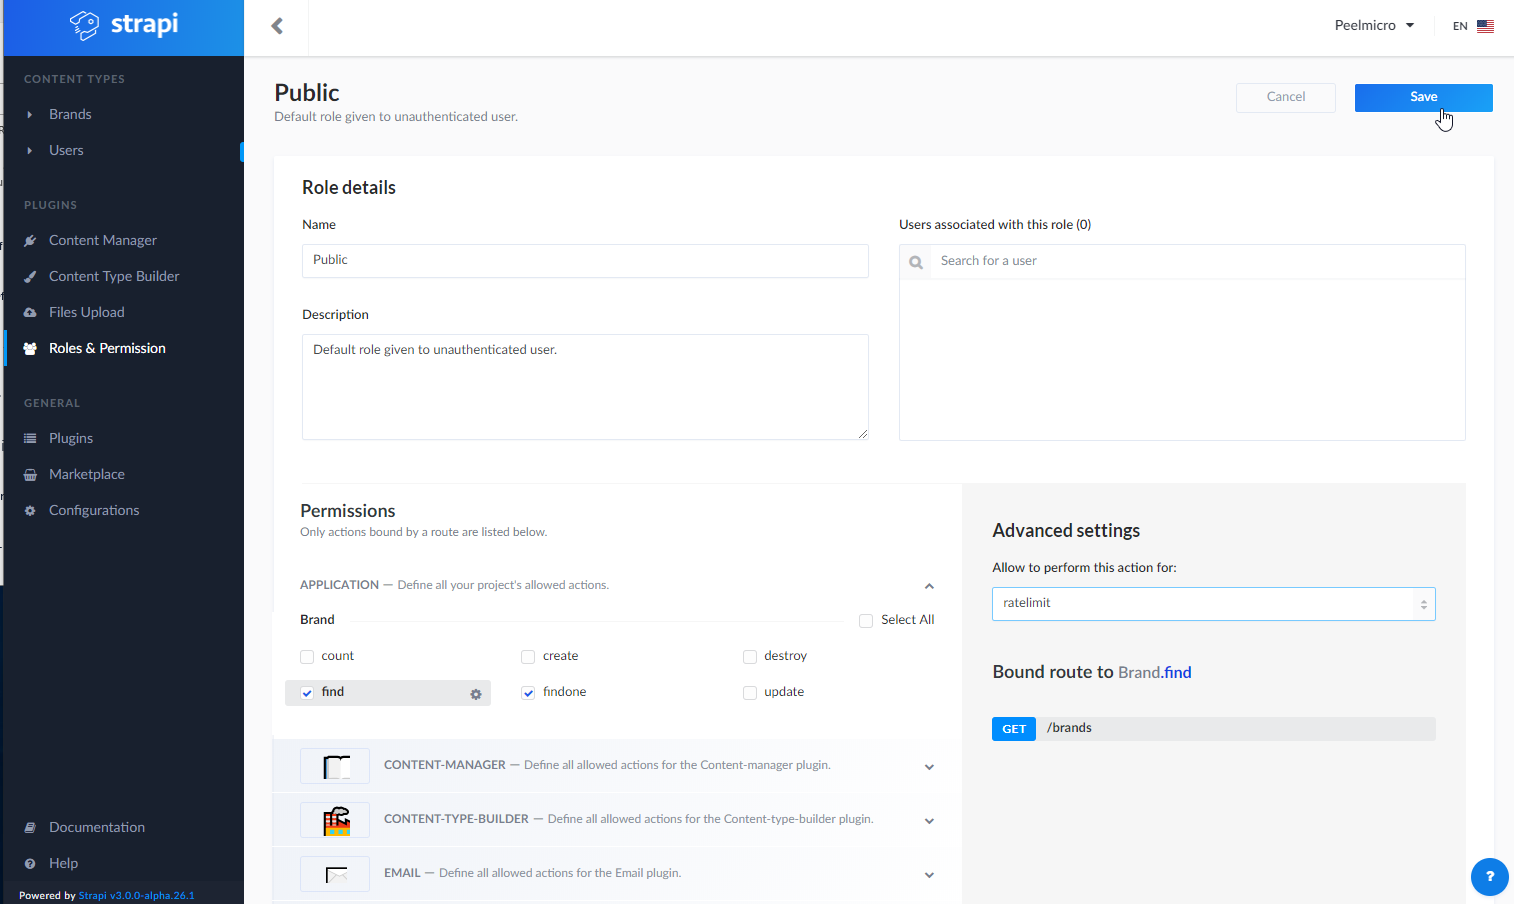 strapi
Peelmicro
EN
CONTENT TYPES
Brands
Users
PLUGINS
Content Manager
Content Type Builder
Files Upload
Roles & Permission
GENERAL
Plugins
Marketplace
Configurations
Documentation
Help
Powered by Strapi v3.0.0-alpha.26.1
Public
Default role given to unauthenticated user.
Cancel
Save
Role details
Name
Public
Description
Default role given to unauthenticated user.
Users associated with this role (0)
Search for a user
Permissions
Only actions bound by a route are listed below.
APPLICATION — Define all your project's allowed actions.
Brand
Select All
count
create
destroy
find
findone
update
CONTENT-MANAGER — Define all allowed actions for the Content-manager plugin.
CONTENT-TYPE-BUILDER — Define all allowed actions for the Content-type-builder plugin.
EMAIL — Define all allowed actions for the Email plugin.
Advanced settings
Allow to perform this action for:
ratelimit
Bound route to Brand.find
GET /brands
?